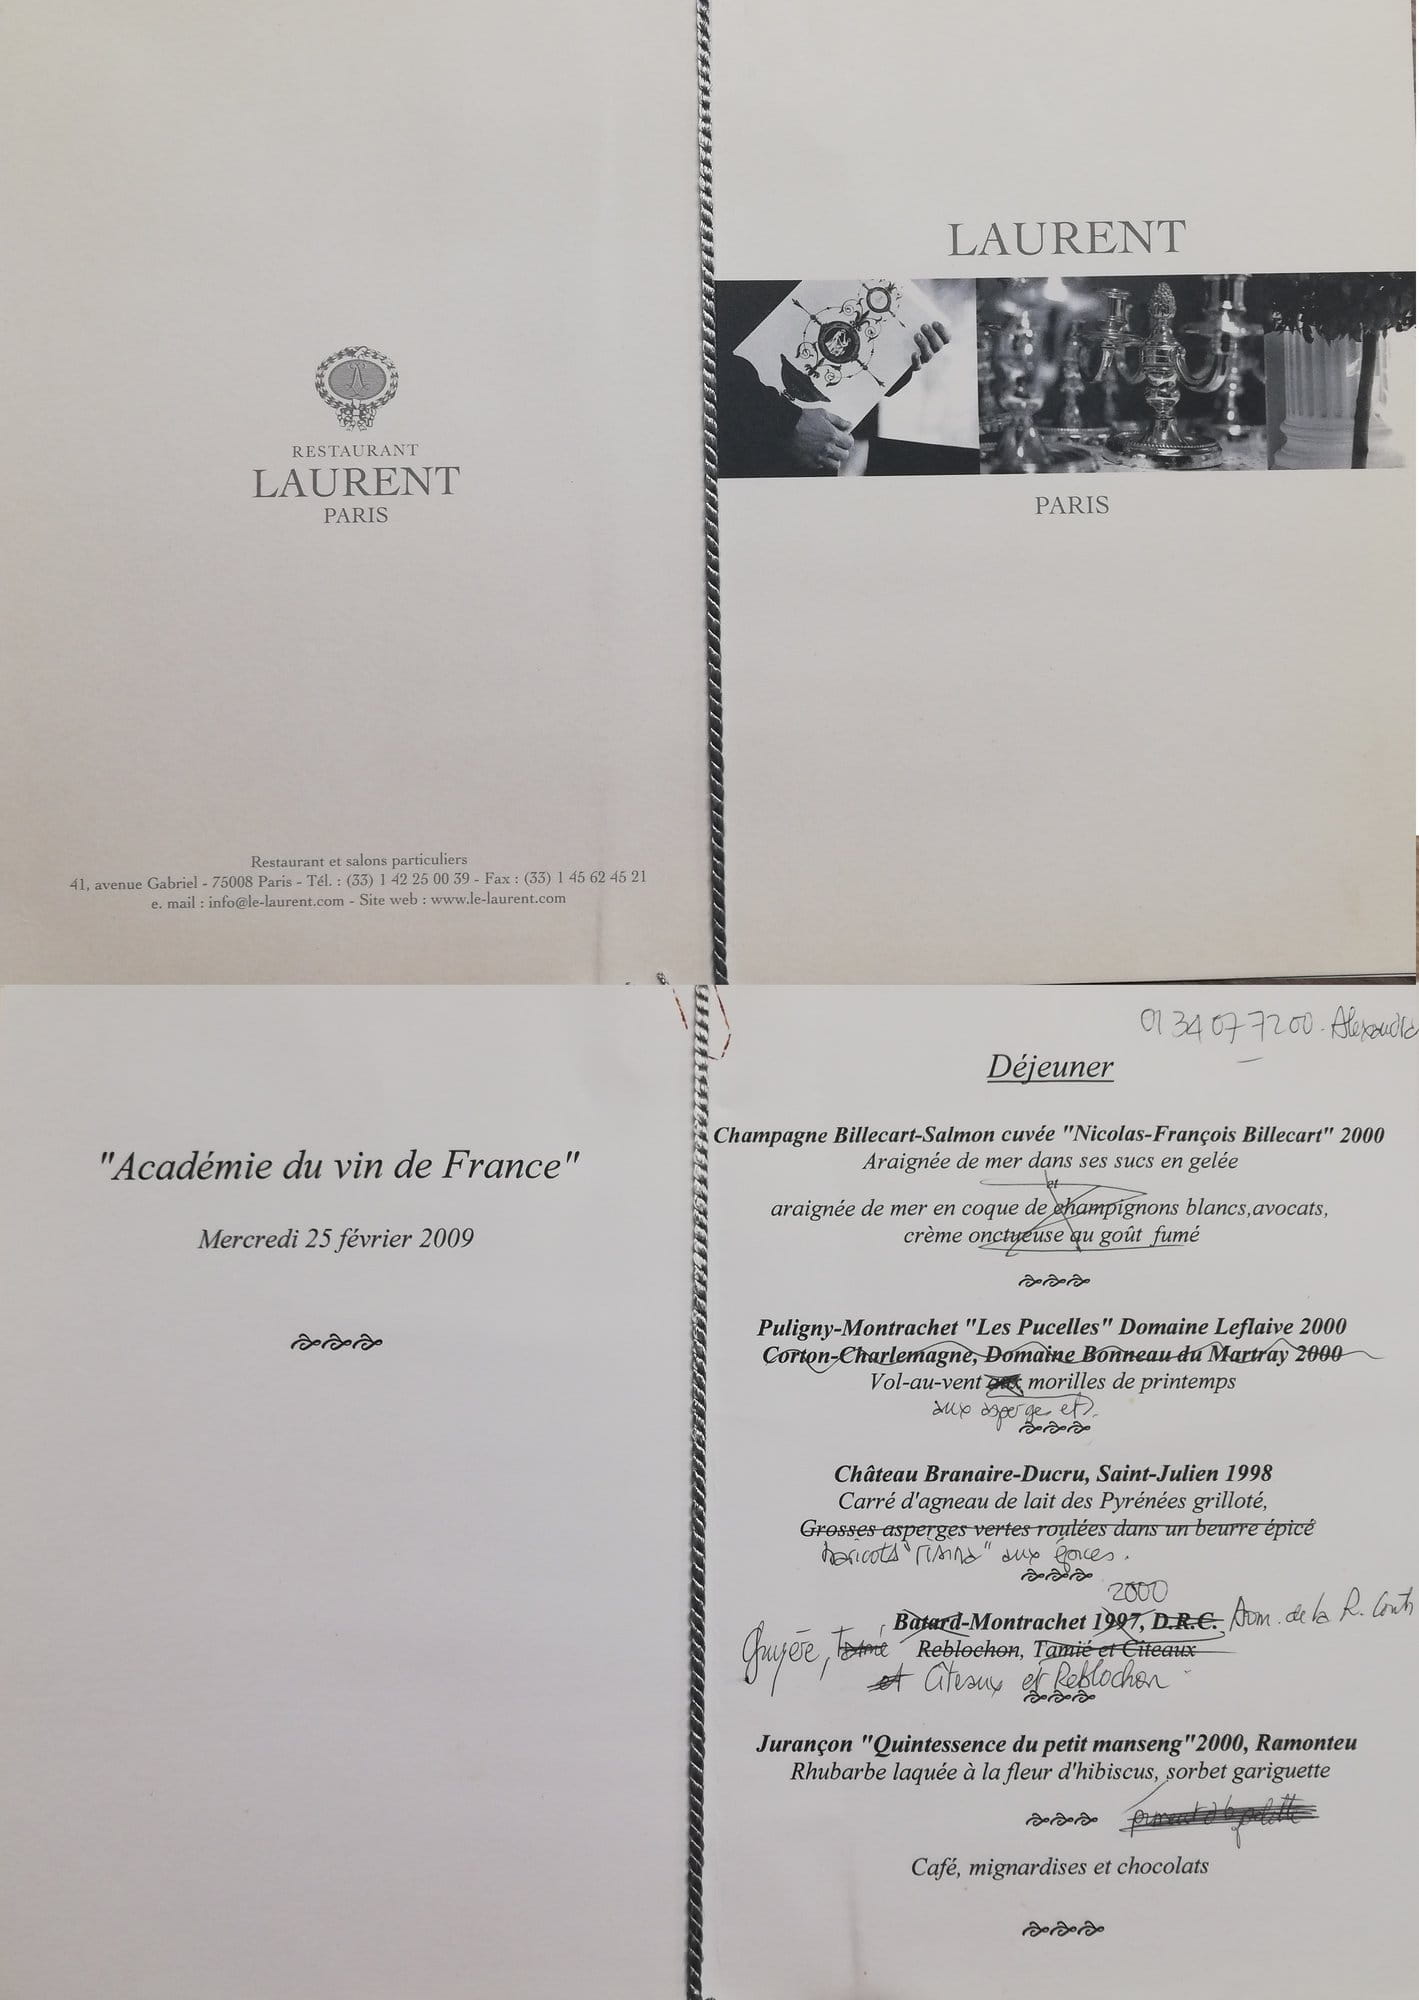 RESTAURANT
LAURENT
PARIS
Restaurant et salons particuliers
41, avenue Gabriel - 75008 Paris - Tél. : (33) 1 42 25 00 39 - Fax : (33) 1 45 62 45 21
e. mail : info@le-laurent.com - Site web : www.le-laurent.com
LAURENT
PARIS
"Académie du vin de France"
Mercredi 25 février 2009
01 34 07 7200 - Alexandra
Déjeuner
Champagne Billecart-Salmon cuvée "Nicolas-François Billecart" 2000
Araignée de mer dans ses sucs en gelée
et
araignée de mer en coque de champignons blancs,avocats,
crème onctueuse au goût fumé
Puligny-Montrachet "Les Pucelles" Domaine Leflaive 2000
Corton-Charlemagne, Domaine Bonneau du Martray 2000
Vol-au-vent aux morilles de printemps
aux asperges et
Château Branaire-Ducru, Saint-Julien 1998
Carré d'agneau de lait des Pyrénées grilloté,
Grosses asperges vertes roulées dans un beurre épicé
haricots " " aux épices.
2000
Batard-Montrachet 1997, D.R.C. Dom. de la R. Conti
Gruyère, Tamié Reblochon, Tamié et Cîteaux
et Cîteaux et Reblochon
Jurançon "Quintessence du petit manseng"2000, Ramonteu
Rhubarbe laquée à la fleur d'hibiscus, sorbet gariguette
Café, mignardises et chocolats